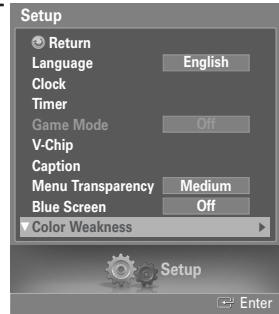 Setup
Return
Language English
Clock
Timer
Game Mode Off
V-Chip
Caption
Menu Transparency Medium
Blue Screen Off
Color Weakness
Setup
Enter